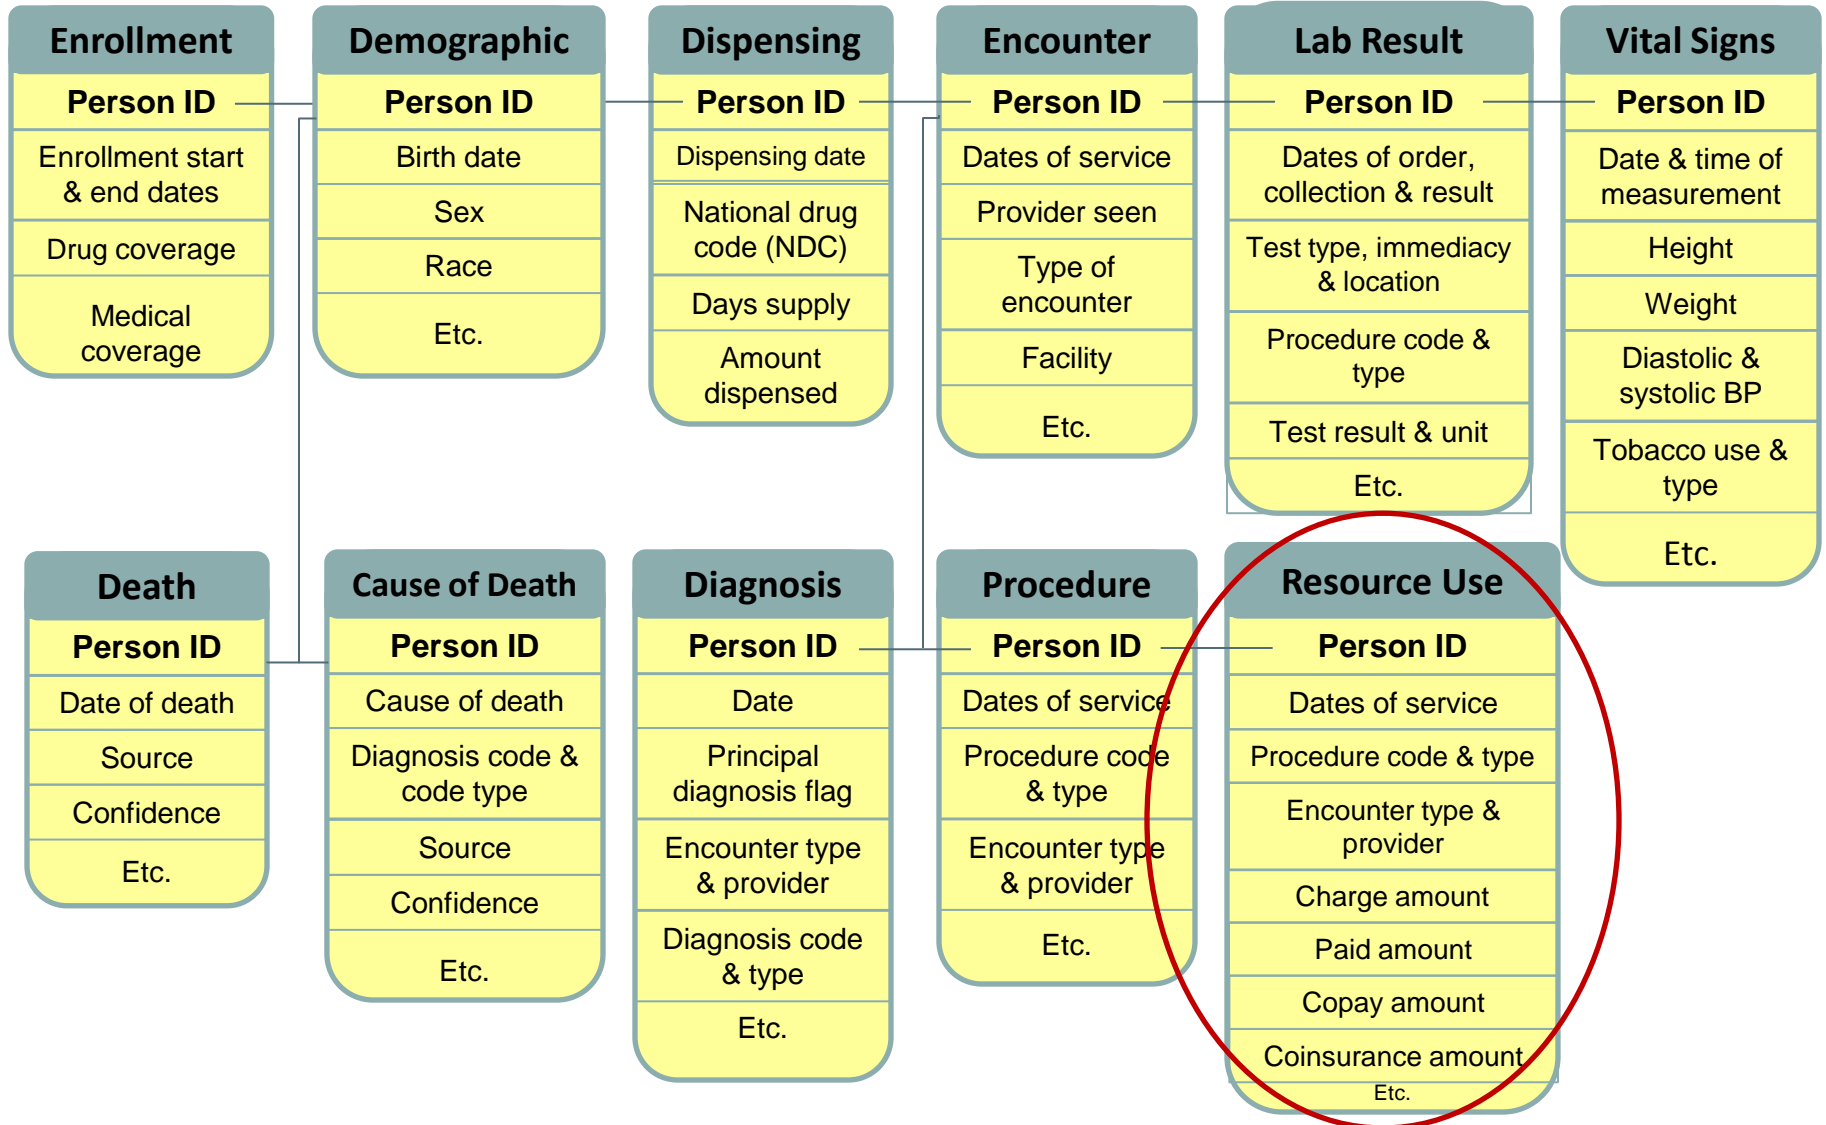 Enrollment
Person ID
Enrollment start
& end dates
Drug coverage
Medical
coverage
Demographic
Person ID
Birth date
Sex
Race
Etc.
Dispensing
Person ID
Dispensing date
National drug
code (NDC)
Days supply
Amount
dispensed
Encounter
Person ID
Dates of service
Provider seen
Type of
encounter
Facility
Etc.
Lab Result
Person ID
Dates of order,
collection & result
Test type, immediacy
& location
Procedure code &
type
Test result & unit
Etc.
Vital Signs
Person ID
Date & time of
measurement
Height
Weight
Diastolic &
systolic BP
Tobacco use &
type
Etc.
Death
Person ID
Date of death
Source
Confidence
Etc.
Cause of Death
Person ID
Cause of death
Diagnosis code &
code type
Source
Confidence
Etc.
Diagnosis
Person ID
Date
Principal
diagnosis flag
Encounter type
& provider
Diagnosis code
& type
Etc.
Procedure
Person ID
Dates of service
Procedure code
& type
Encounter type
& provider
Etc.
Resource Use
Person ID
Dates of service
Procedure code & type
Encounter type &
provider
Charge amount
Paid amount
Copay amount
Coinsurance amount
Etc.